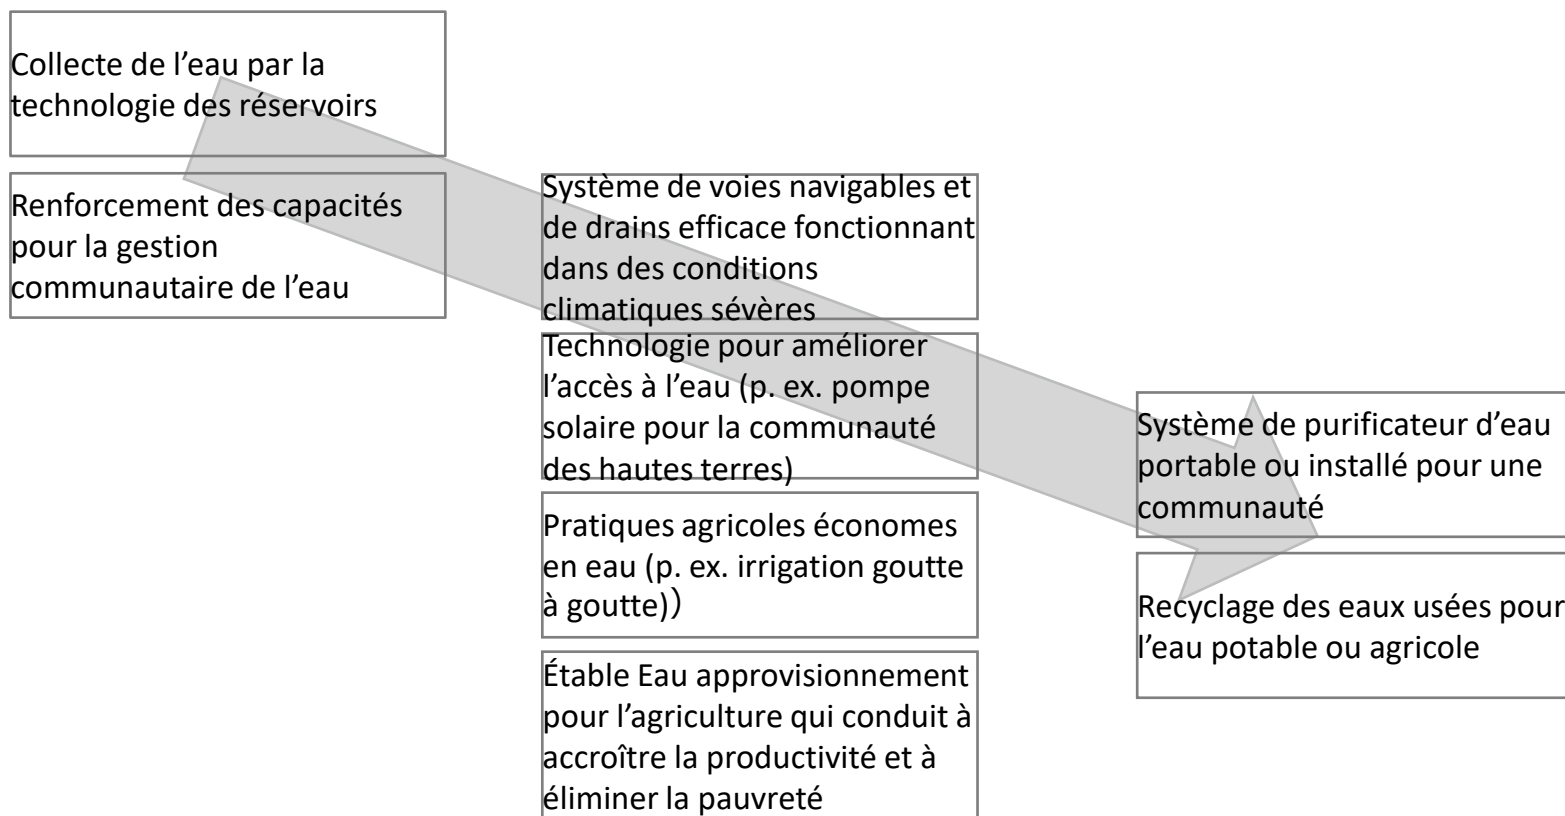 Collecte de l’eau par la
technologie des réservoirs
Renforcement des capacités
pour la gestion
communautaire de l’eau
Système de voies navigables et
de drains efficace fonctionnant
dans des conditions
climatiques sévères
Technologie pour améliorer
l’accès à l’eau (p. ex. pompe
solaire pour la communauté
des hautes terres)
Pratiques agricoles économes
en eau (p. ex. irrigation goutte
à goutte)）
Étable Eau approvisionnement
pour l’agriculture qui conduit à
accroître la productivité et à
éliminer la pauvreté
Système de purificateur d’eau
portable ou installé pour une
communauté
Recyclage des eaux usées pour
l’eau potable ou agricole